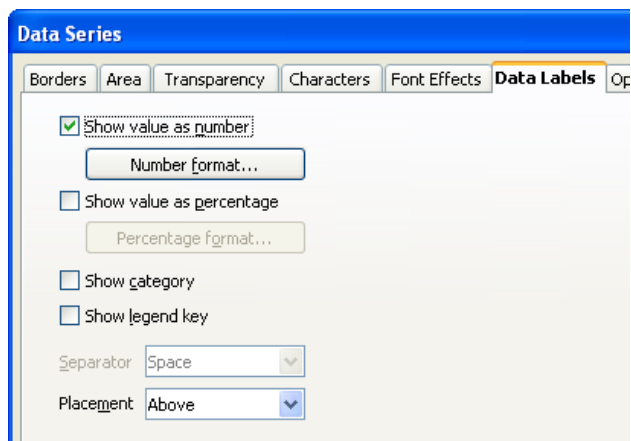 Data Series
Borders Area Transparency Characters Font Effects Data Labels Op
Show value as number
Number format...
Show value as percentage
Percentage format...
Show category
Show legend key
Separator Space
Placement Above